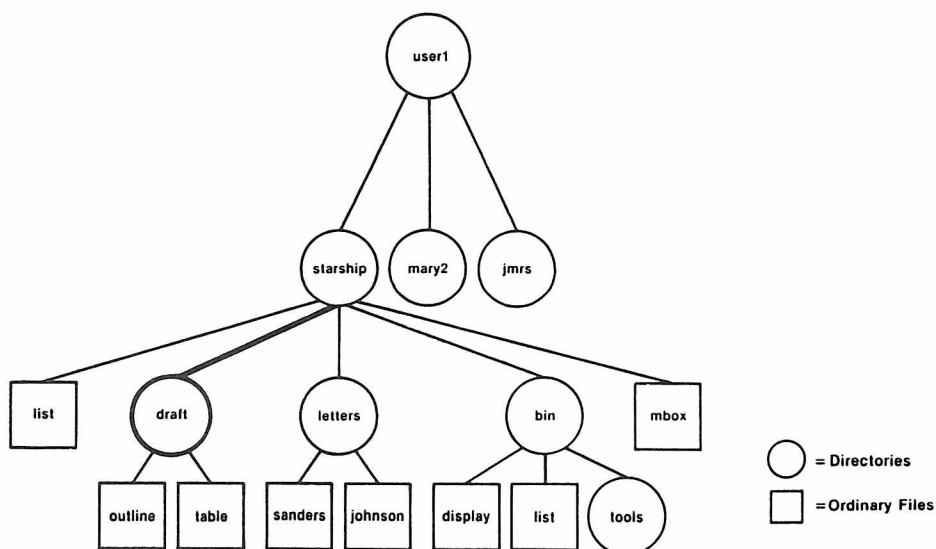 user1
starship
mary2
jmrs
list
draft
letters
bin
mbox
outline
table
sanders
johnson
display
list
tools
= Directories
= Ordinary Files